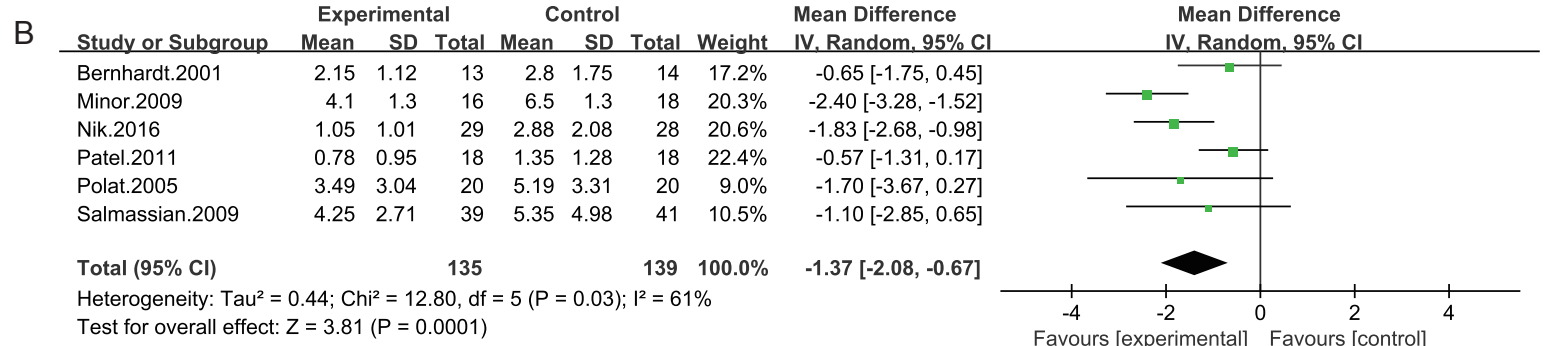 B
Experimental Control Mean Difference Mean Difference
Study or Subgroup Mean SD Total Mean SD Total Weight IV, Random, 95% CI IV, Random, 95% CI
Bernhardt.2001 2.15 1.12 13 2.8 1.75 14 17.2% -0.65 [-1.75, 0.45]
Minor.2009 4.1 1.3 16 6.5 1.3 18 20.3% -2.40 [-3.28, -1.52]
Nik.2016 1.05 1.01 29 2.88 2.08 28 20.6% -1.83 [-2.68, -0.98]
Patel.2011 0.78 0.95 18 1.35 1.28 18 22.4% -0.57 [-1.31, 0.17]
Polat.2005 3.49 3.04 20 5.19 3.31 20 9.0% -1.70 [-3.67, 0.27]
Salmassian.2009 4.25 2.71 39 5.35 4.98 41 10.5% -1.10 [-2.85, 0.65]
Total (95% CI) 135 139 100.0% -1.37 [-2.08, -0.67]
Heterogeneity: Tau² = 0.44; Chi² = 12.80, df = 5 (P = 0.03); I² = 61%
Test for overall effect: Z = 3.81 (P = 0.0001)
-4 -2 0 2 4
Favours [experimental] Favours [control]